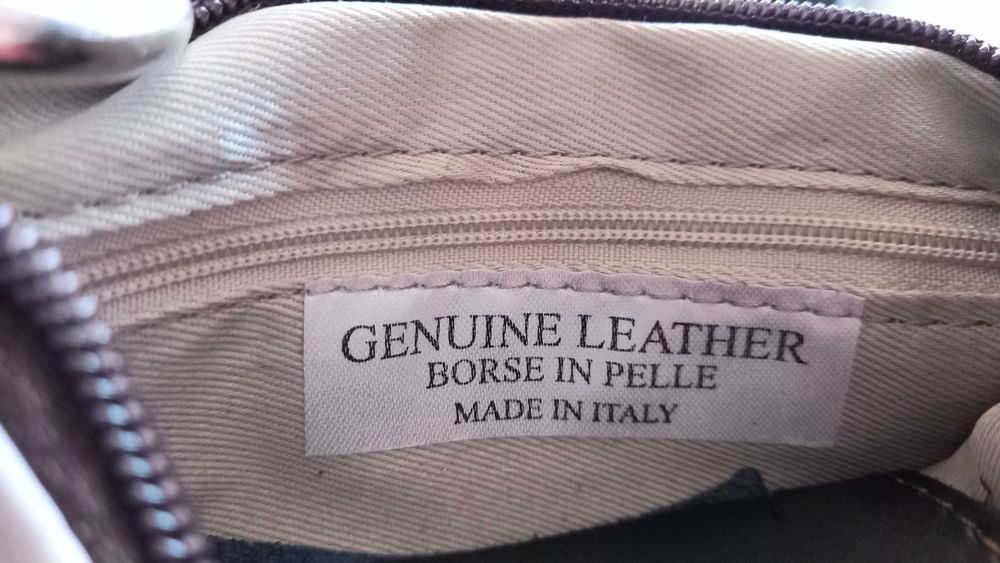 GENUINE LEATHER
BORSE IN PELLE
MADE IN ITALY